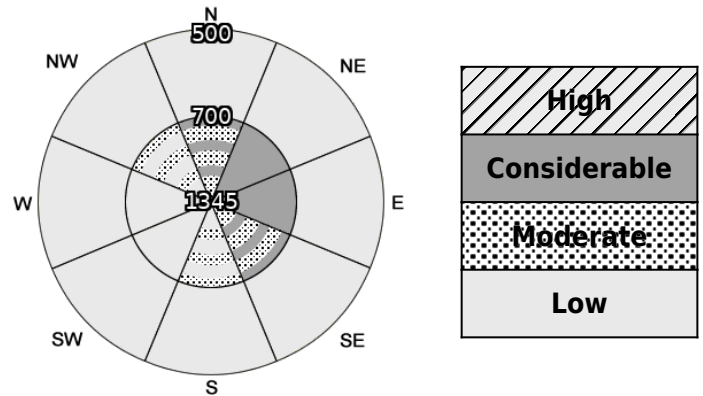 N
500
NW
NE
700
W
1345
E
SW
SE
S
High
Considerable
Moderate
Low